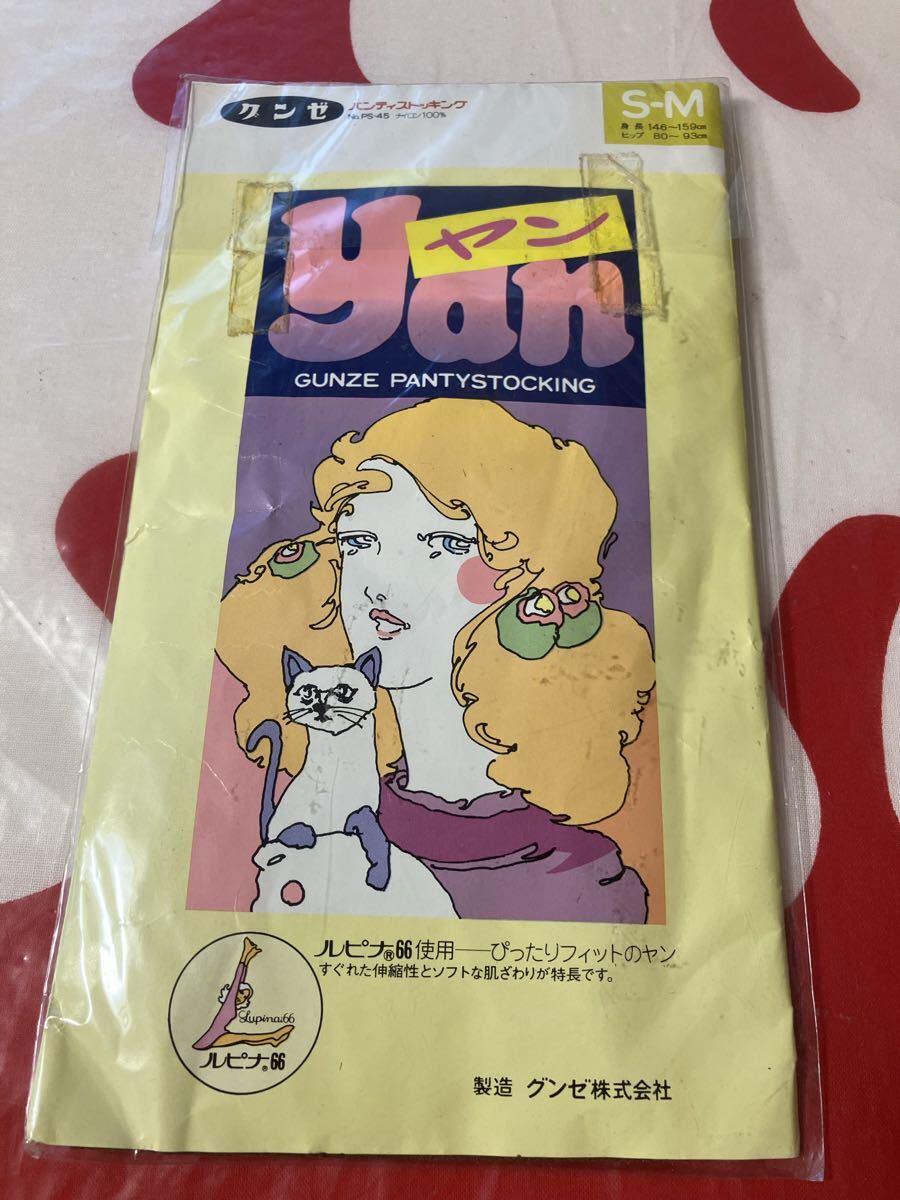 グンゼ
パンティストッキング
No.PS-45 ナイロン100%
S-M
身長 146~159cm
ヒップ 80~93cm
yan
ヤン
GUNZE PANTYSTOCKING
ルピナ®66使用――ぴったりフィットのヤン
すぐれた伸縮性とソフトな肌ざわりが特長です。
Lupina66
ルピナ®66
製造 グンゼ株式会社